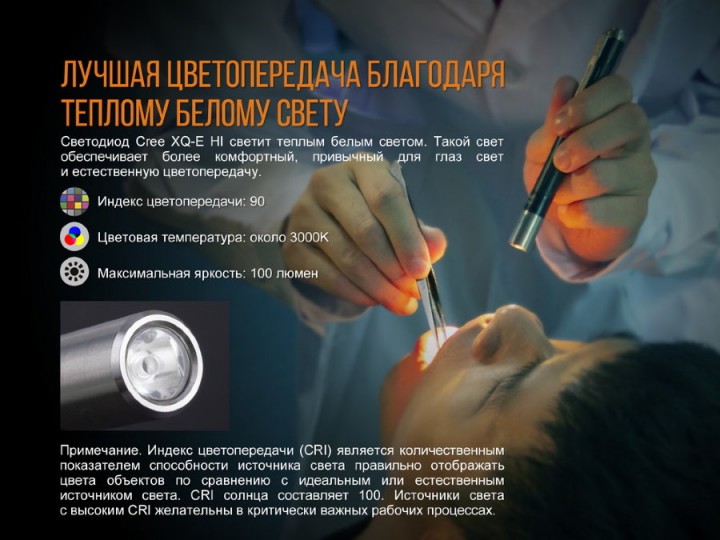 ЛУЧШАЯ ЦВЕТОПЕРЕДАЧА БЛАГОДАРЯ
ТЕПЛОМУ БЕЛОМУ СВЕТУ
Светодиод Cree XQ-E HI светит теплым белым светом. Такой свет
обеспечивает более комфортный, привычный для глаз свет
и естественную цветопередачу.
Индекс цветопередачи: 90
Цветовая температура: около 3000K
Максимальная яркость: 100 люмен
Примечание. Индекс цветопередачи (CRI) является количественным
показателем способности источника света правильно отображать
цвета объектов по сравнению с идеальным или естественным
источником света. CRI солнца составляет 100. Источники света
с высоким CRI желательны в критически важных рабочих процессах.